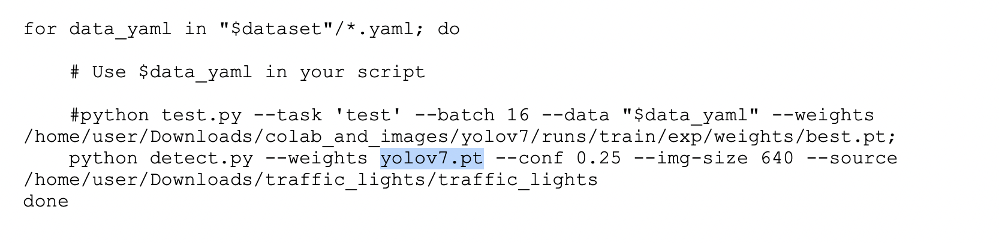 for data_yaml in "$dataset"/*.yaml; do
# Use $data_yaml in your script
#python test.py --task 'test' --batch 16 --data "$data_yaml" --weights
/home/user/Downloads/colab_and_images/yolov7/runs/train/exp/weights/best.pt;
python detect.py --weights yolov7.pt --conf 0.25 --img-size 640 --source
/home/user/Downloads/traffic_lights/traffic_lights
done